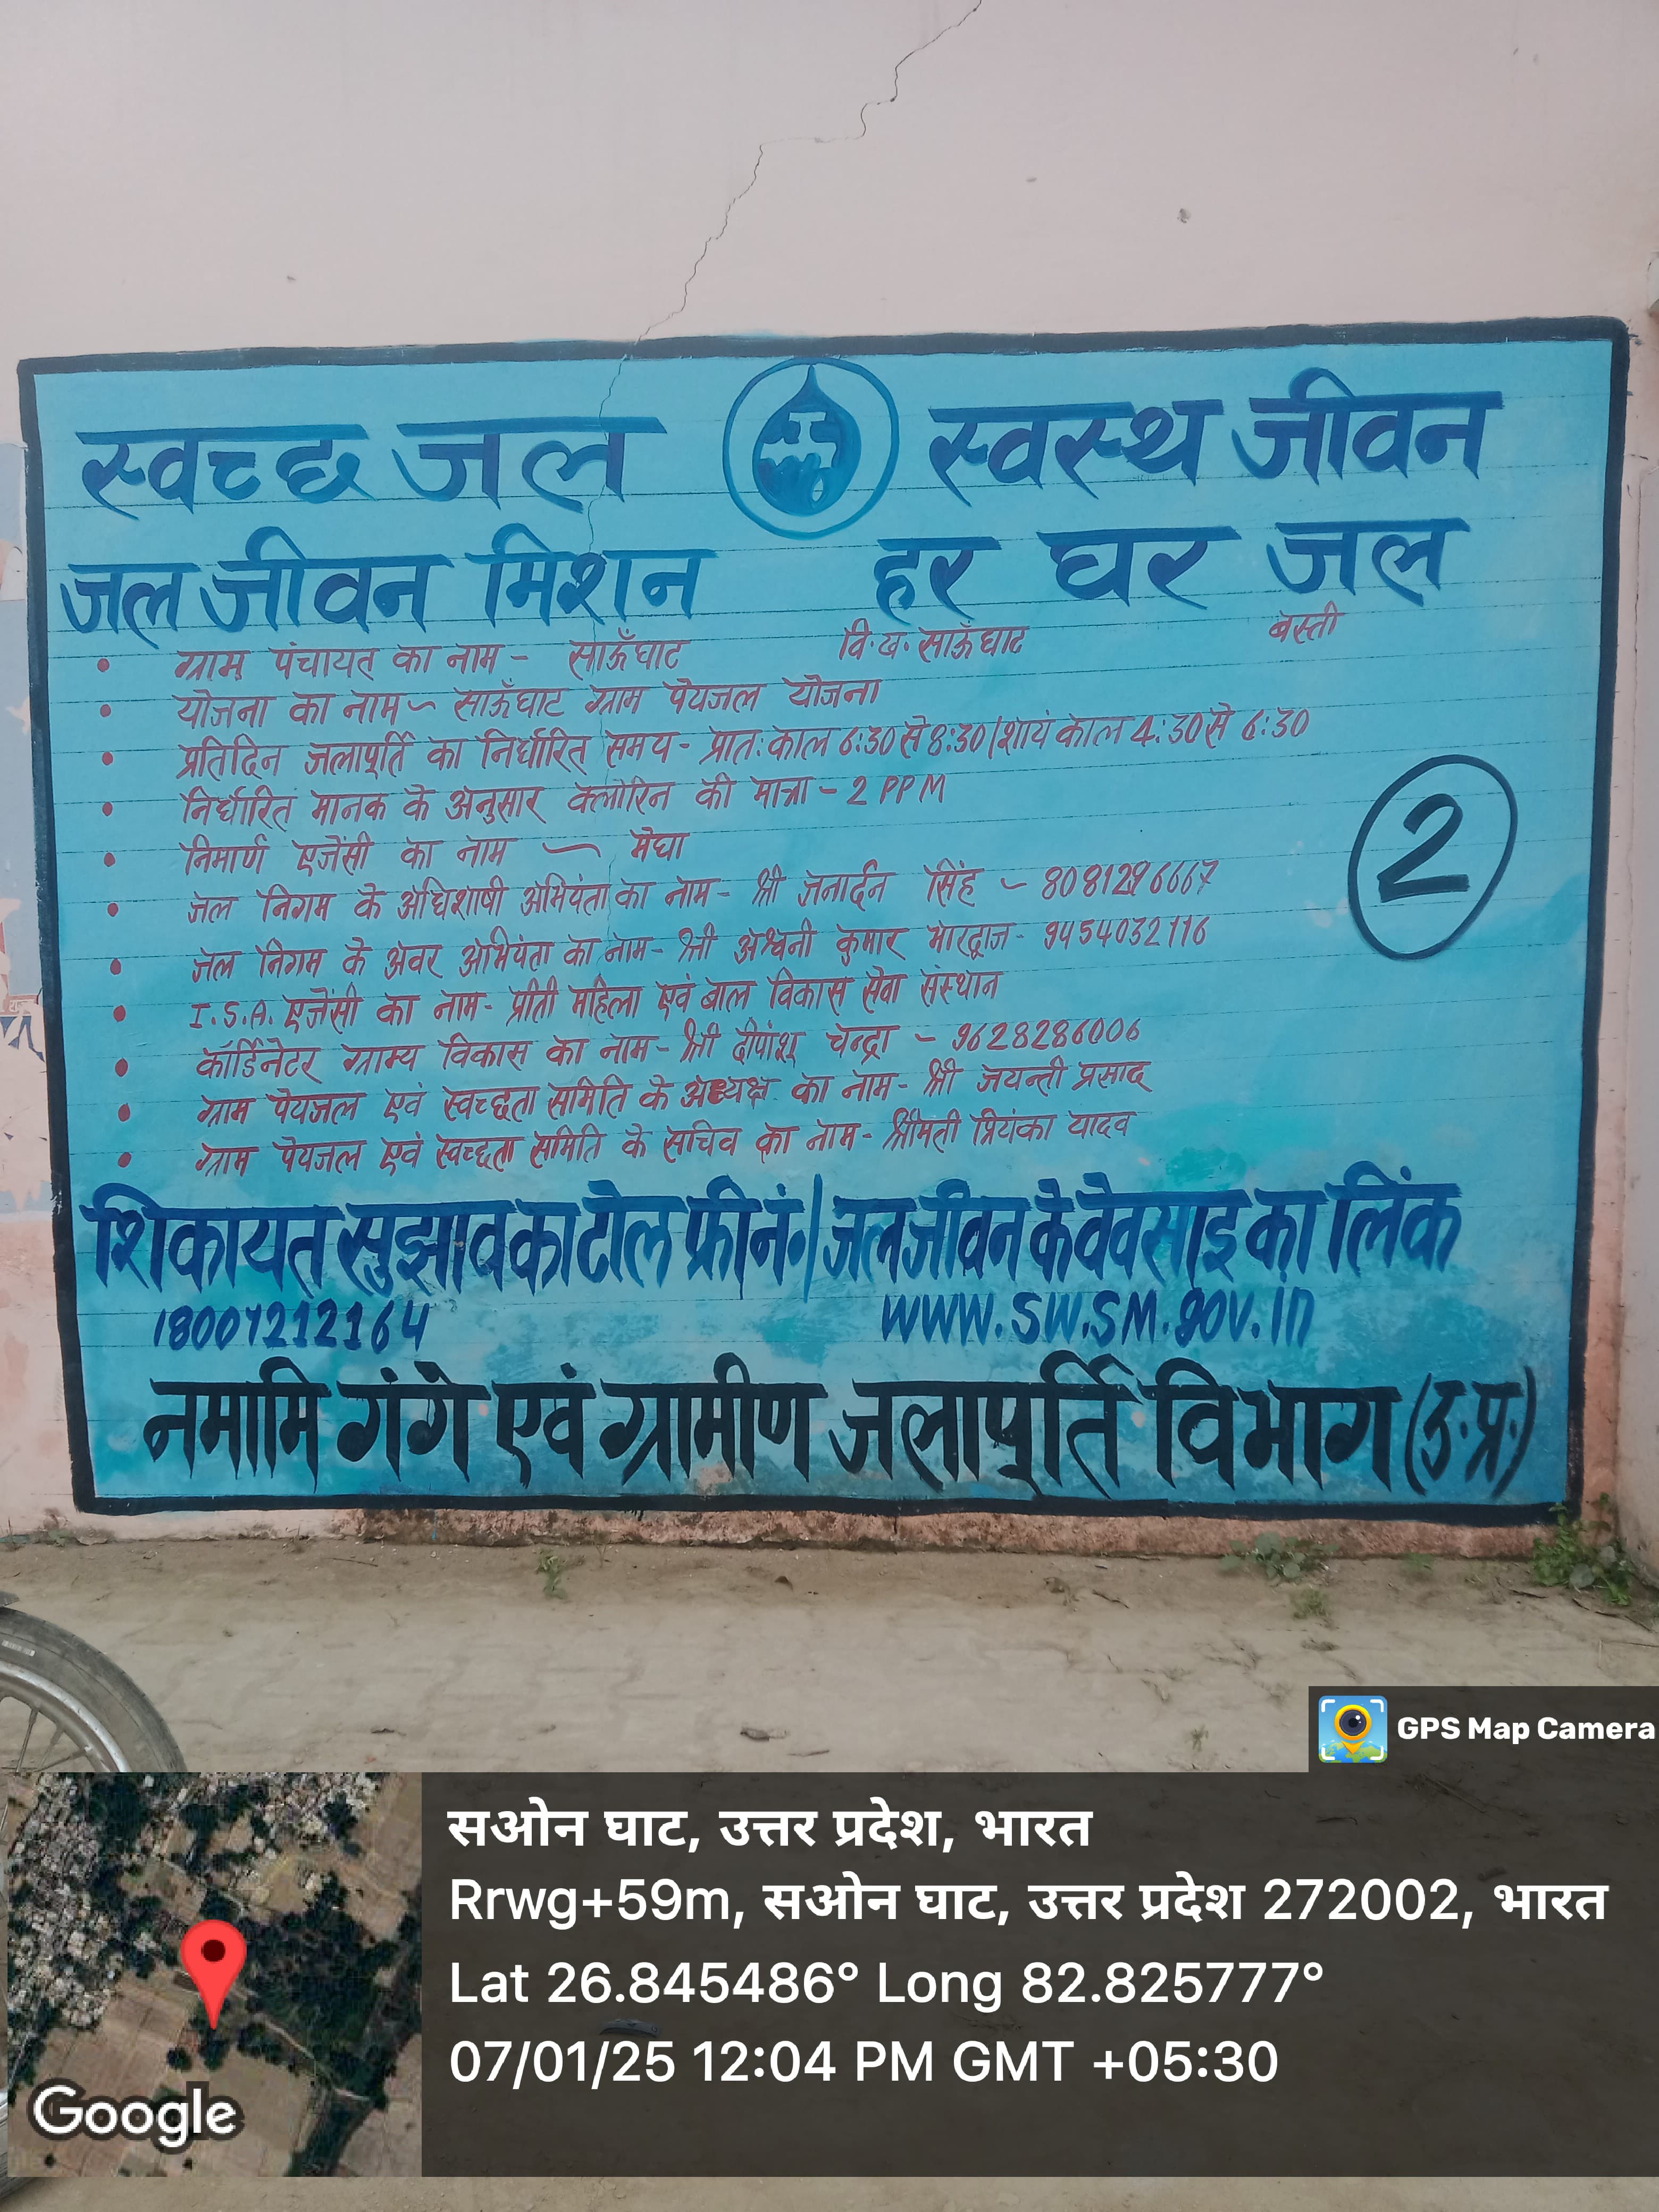 स्वच्छ जल स्वस्थ जीवन
जल जीवन मिशन हर घर जल
• ग्राम पंचायत का नाम - साऊँघाट वि.ख. साऊँघाट बस्ती
• योजना का नाम - साऊँघाट ग्राम पेयजल योजना
• प्रतिदिन जलापूर्ति का निर्धारित समय - प्रातः काल 6:30 से 8:30 / शायं काल 4:30 से 6:30
• निर्धारित मानक के अनुसार क्लोरिन की मात्रा - 2 PPM
• निमार्ण एजेंसी का नाम - मेघा
• जल निगम के अधिशाषी अभियंता का नाम - श्री जनार्दन सिंह - 8081296667
• जल निगम के अवर अभियंता का नाम - श्री अश्वनी कुमार भारद्वाज - 9454032116
• I.S.A. एजेंसी का नाम - प्रीती महिला एवं बाल विकास सेवा संस्थान
• कॉर्डिनेटर ग्राम्य विकास का नाम - श्री दीपांशू चन्द्रा - 9628286006
• ग्राम पेयजल एवं स्वच्छता समिति के अध्यक्ष का नाम - श्री जयन्ती प्रसाद
• ग्राम पेयजल एवं स्वच्छता समिति के सचिव का नाम - श्रीमती प्रियंका यादव
2
शिकायत सुझाव का टोल फ्री नं. / जल जीवन के वेवसाइ का लिंक
18001212164 WWW.SW.SM.gov.in
नमामि गंगे एवं ग्रामीण जलापूर्ति विभाग (उ.प्र.)
GPS Map Camera
सओन घाट, उत्तर प्रदेश, भारत
Rrwg+59m, सओन घाट, उत्तर प्रदेश 272002, भारत
Lat 26.845486° Long 82.825777°
07/01/25 12:04 PM GMT +05:30
Google